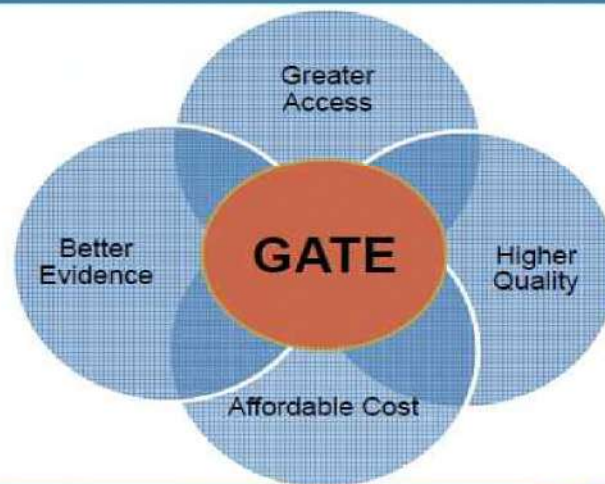 Greater
Access
Better
Evidence
GATE
Higher
Quality
Affordable Cost